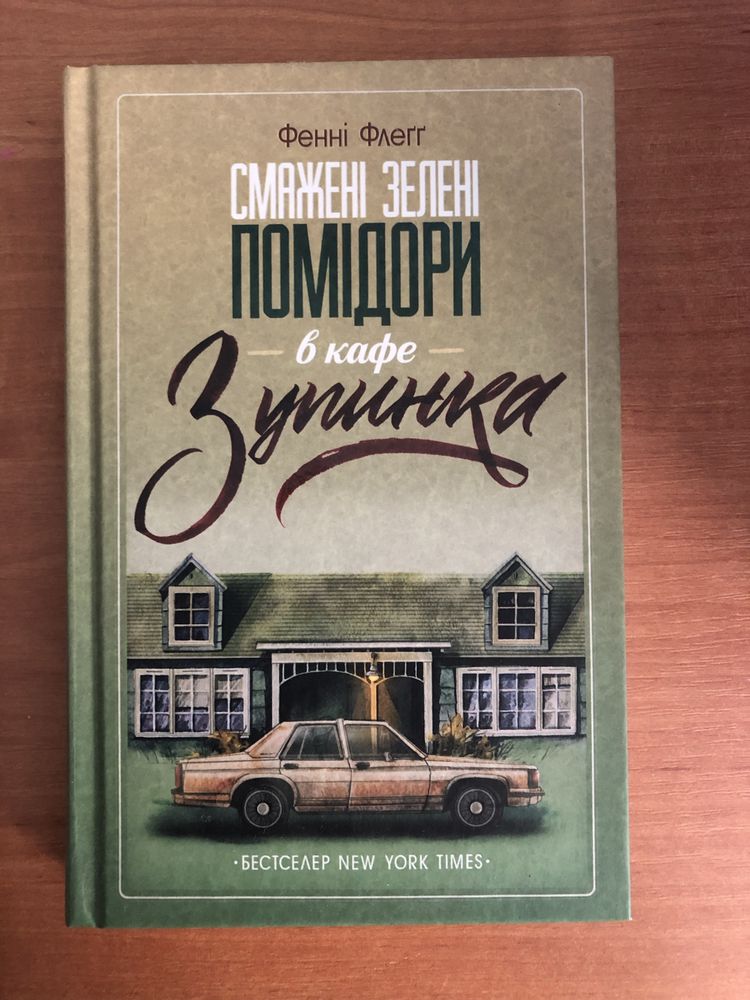 Фенні Флеґґ
СМАЖЕНІ ЗЕЛЕНІ
ПОМІДОРИ
в кафе
Зупинка
·БЕСТСЕЛЕР NEW YORK TIMES·